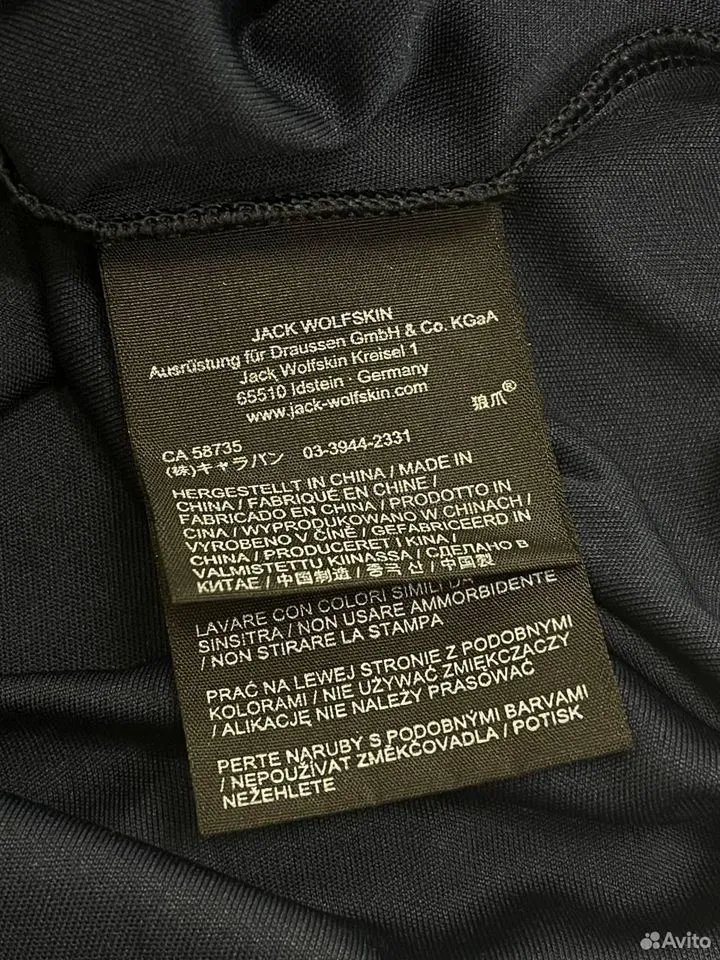 JACK WOLFSKIN
Ausrüstung für Draussen GmbH & Co. KGaA
Jack Wolfskin Kreisel 1
65510 Idstein · Germany
www.jack-wolfskin.com
狼爪®
CA 58735
(株)キャラバン 03-3944-2331
HERGESTELLT IN CHINA / MADE IN
CHINA / FABRIQUÉ EN CHINE /
FABRICADO EN CHINA / PRODOTTO IN
CINA / WYPRODUKOWANO W CHINACH /
VYROBENO V ČÍNĚ / GEFABRICEERD IN
CHINA / PRODUCERET I KINA /
VALMISTETTU KIINASSA / СДЕЛАНО В
КИТАЕ / 中国制造 / 중국 신 / 中国製
LAVARE CON COLORI SIMILI DA
SINSITRA / NON USARE AMMORBIDENTE
/ NON STIRARE LA STAMPA
PRAĆ NA LEWEJ STRONIE Z PODOBNYMI
KOLORAMI / NIE UŻYWAĆ ZMIĘKCZACZY
/ ALIKACJĘ NIE NALEŻY PRASOWAĆ
PERTE NARUBY S PODOBNÝMI BARVAMI
/ NEPOUŽÍVAT ZMĚKČOVADLA / POTISK
NEŽEHLETE
Avito